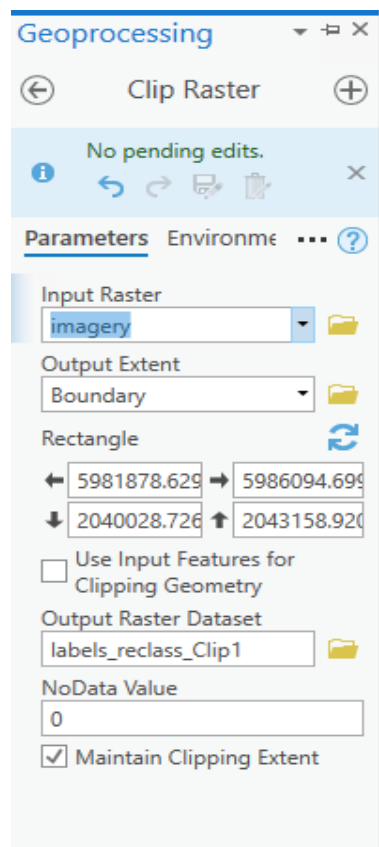 Geoprocessing
Clip Raster
No pending edits.
Parameters Environme ... ?
Input Raster
imagery
Output Extent
Boundary
Rectangle
5981878.629 5986094.699
2040028.726 2043158.920
Use Input Features for
Clipping Geometry
Output Raster Dataset
labels_reclass_Clip1
NoData Value
0
Maintain Clipping Extent